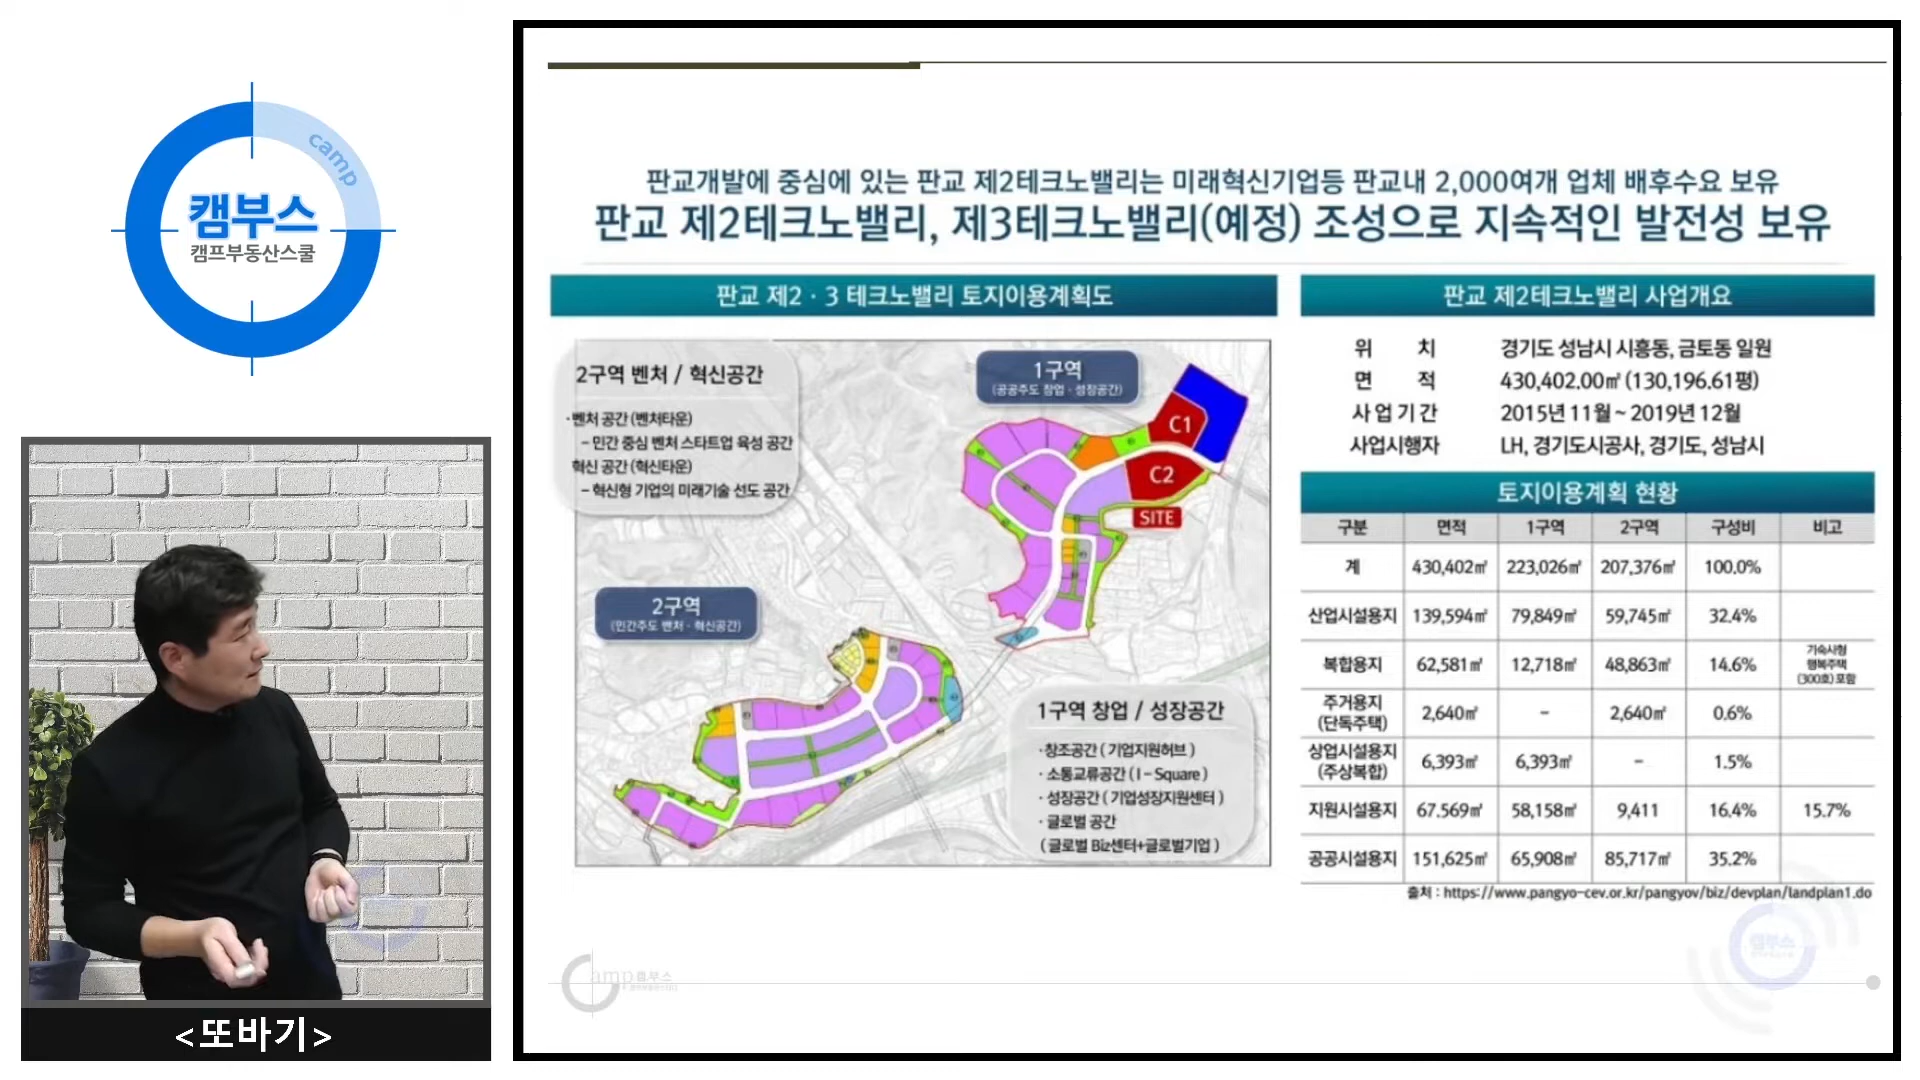 camp
캠부스
캠프부동산스쿨
<또바기>
판교개발에 중심에 있는 판교 제2테크노밸리는 미래혁신기업등 판교내 2,000여개 업체 배후수요 보유
판교 제2테크노밸리, 제3테크노밸리(예정) 조성으로 지속적인 발전성 보유
판교 제2 · 3 테크노밸리 토지이용계획도
2구역 벤처 / 혁신공간
·벤처 공간 (벤처타운)
– 민간 중심 벤처 스타트업 육성 공간
혁신 공간 (혁신타운)
– 혁신형 기업의 미래기술 선도 공간
1구역
(공공주도 창업 · 성장공간)
C1
C2
SITE
2구역
(민간주도 벤처 · 혁신공간)
1구역 창업 / 성장공간
·창조공간 ( 기업지원허브 )
· 소통교류공간 ( I – Square )
· 성장공간 ( 기업성장지원센터 )
· 글로벌 공간
( 글로벌 Biz센터+글로벌기업 )
판교 제2테크노밸리 사업개요
위 치 경기도 성남시 시흥동, 금토동 일원
면 적 430,402.00㎡ (130,196.61평)
사 업 기 간 2015년 11월 ~ 2019년 12월
사업시행자 LH, 경기도시공사, 경기도, 성남시
토지이용계획 현황
구분 면적 1구역 2구역 구성비 비고
계 430,402㎡ 223,026㎡ 207,376㎡ 100.0%
산업시설용지 139,594㎡ 79,849㎡ 59,745㎡ 32.4%
복합용지 62,581㎡ 12,718㎡ 48,863㎡ 14.6% 기숙사형
행복주택
(300호) 포함
주거용지
(단독주택) 2,640㎡ – 2,640㎡ 0.6%
상업시설용지
(주상복합) 6,393㎡ 6,393㎡ – 1.5%
지원시설용지 67.569㎡ 58,158㎡ 9,411 16.4% 15.7%
공공시설용지 151,625㎡ 65,908㎡ 85,717㎡ 35.2%
출처 : https://www.pangyo-cev.or.kr/pangyov/biz/devplan/landplan1.do
amp 캠부스
캠부스